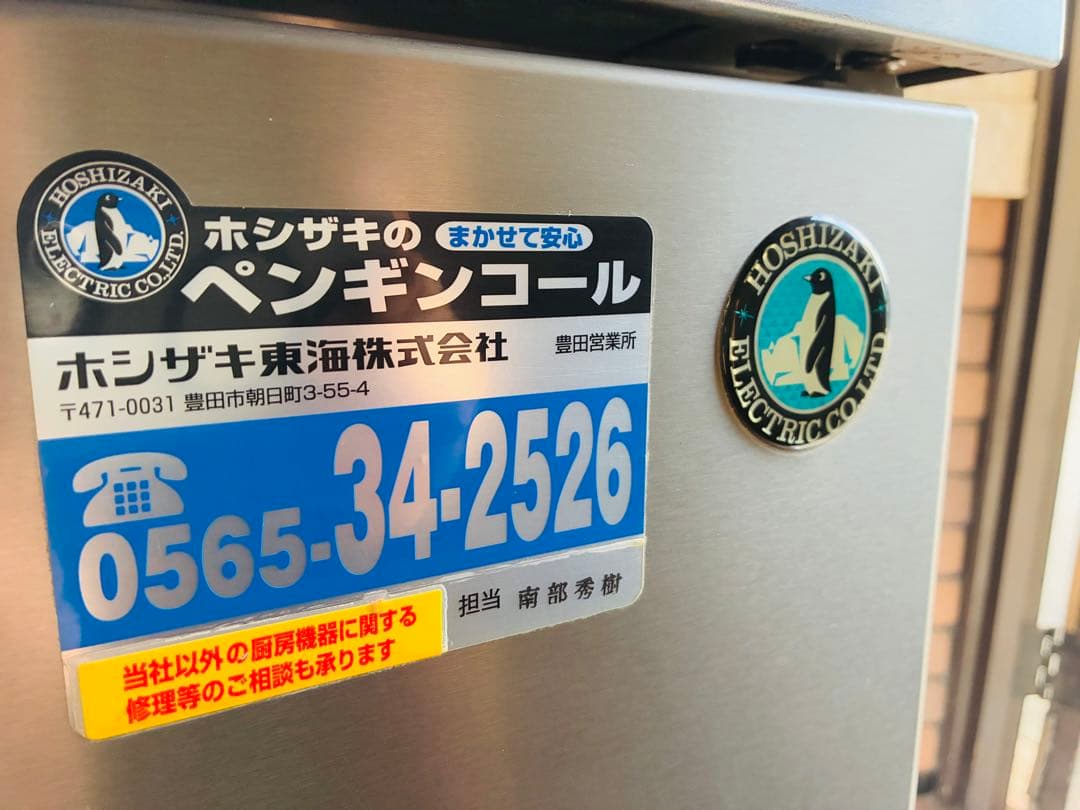 HOSHIZAKI
ELECTRIC CO.LTD.
ホシザキの まかせて安心
ペンギンコール
ホシザキ東海株式会社 豊田営業所
〒471-0031 豊田市朝日町3-55-4
0565-34-2526
担当 南部秀樹
当社以外の厨房機器に関する
修理等のご相談も承ります
HOSHIZAKI
ELECTRIC CO.LTD